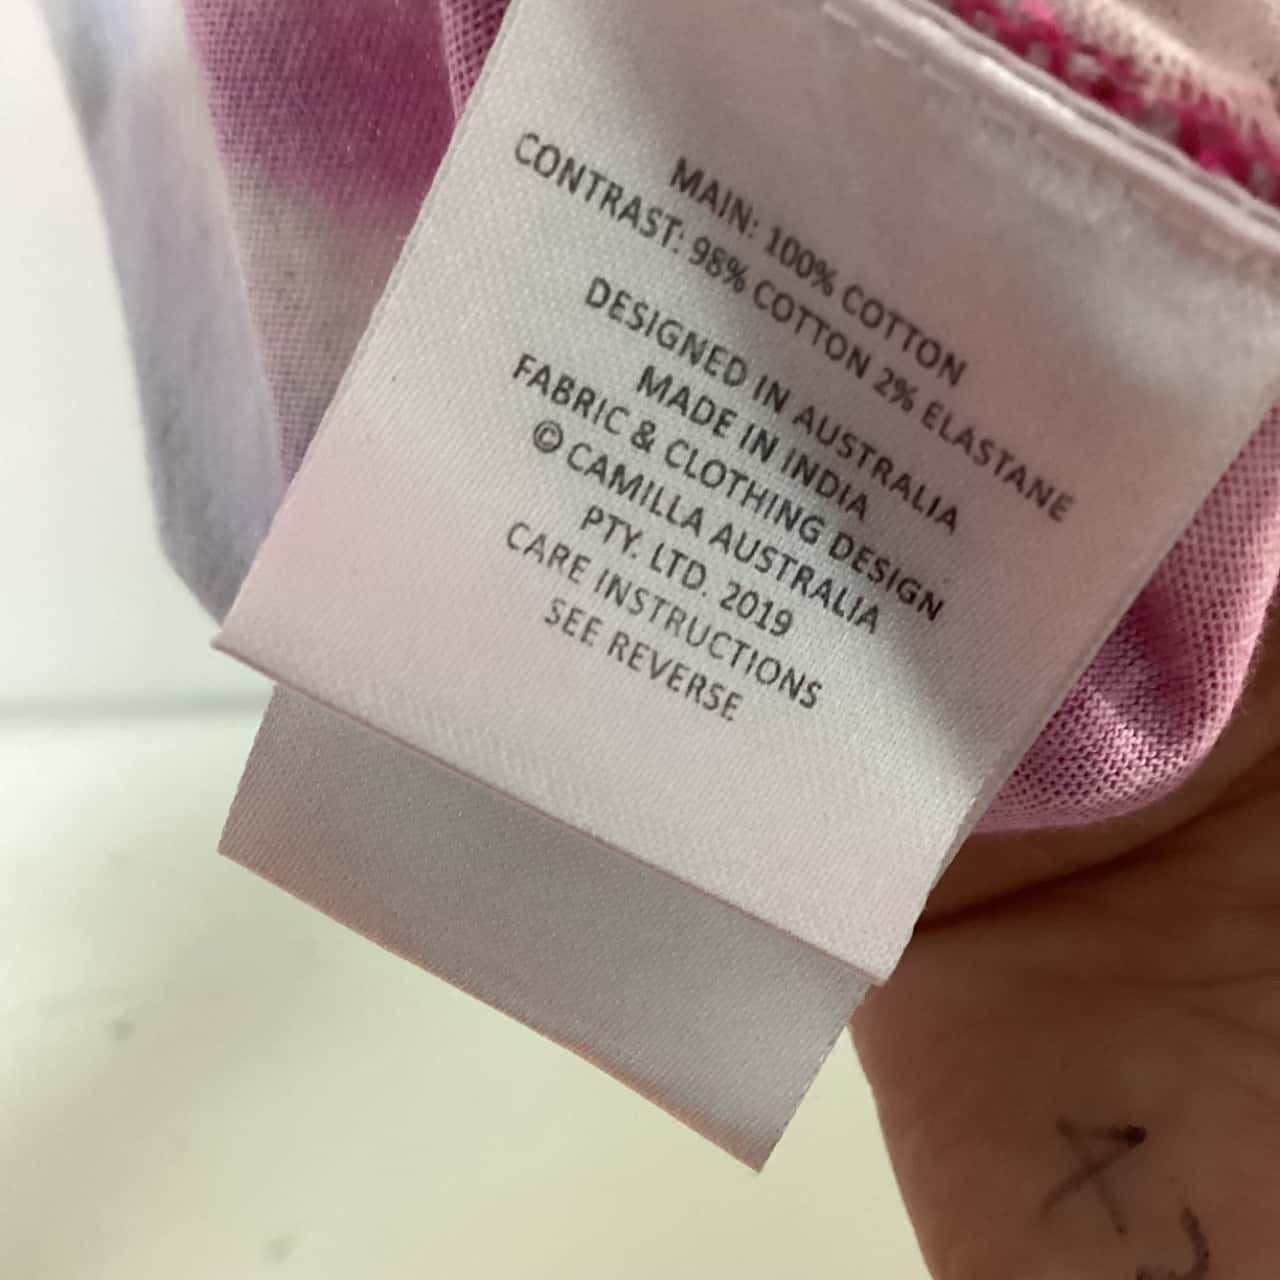 MAIN: 100% COTTON
CONTRAST: 98% COTTON 2% ELASTANE
DESIGNED IN AUSTRALIA
MADE IN INDIA
FABRIC & CLOTHING DESIGN
© CAMILLA AUSTRALIA
PTY. LTD. 2019
CARE INSTRUCTIONS
SEE REVERSE